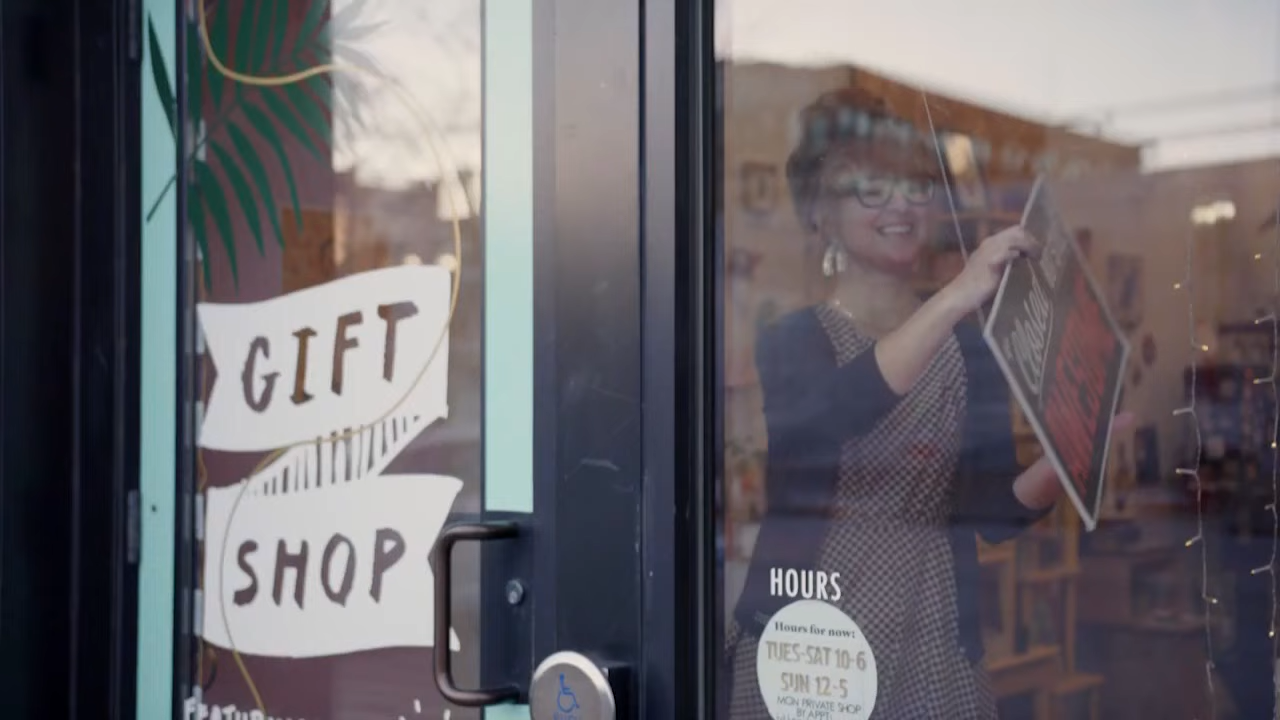 GIFT
SHOP
HOURS
Hours for now:
TUES-SAT 10-6
SUN 12-5
MON PRIVATE SHOP
BY APPT.